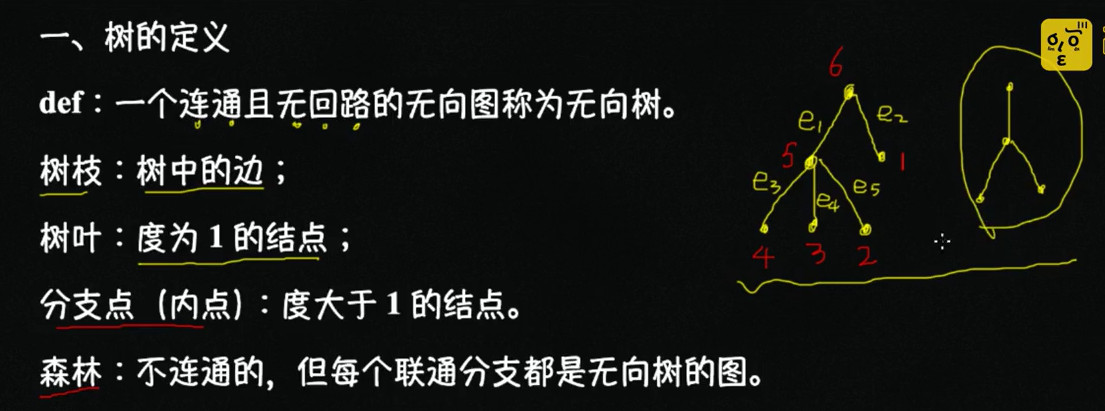 一、树的定义
def：一个连通且无回路的无向图称为无向树。
树枝：树中的边；
树叶：度为 1 的结点；
分支点（内点）：度大于 1 的结点。
森林：不连通的，但每个联通分支都是无向树的图。
6
e1 e2
5 1
e3 e4 e5
4 3 2